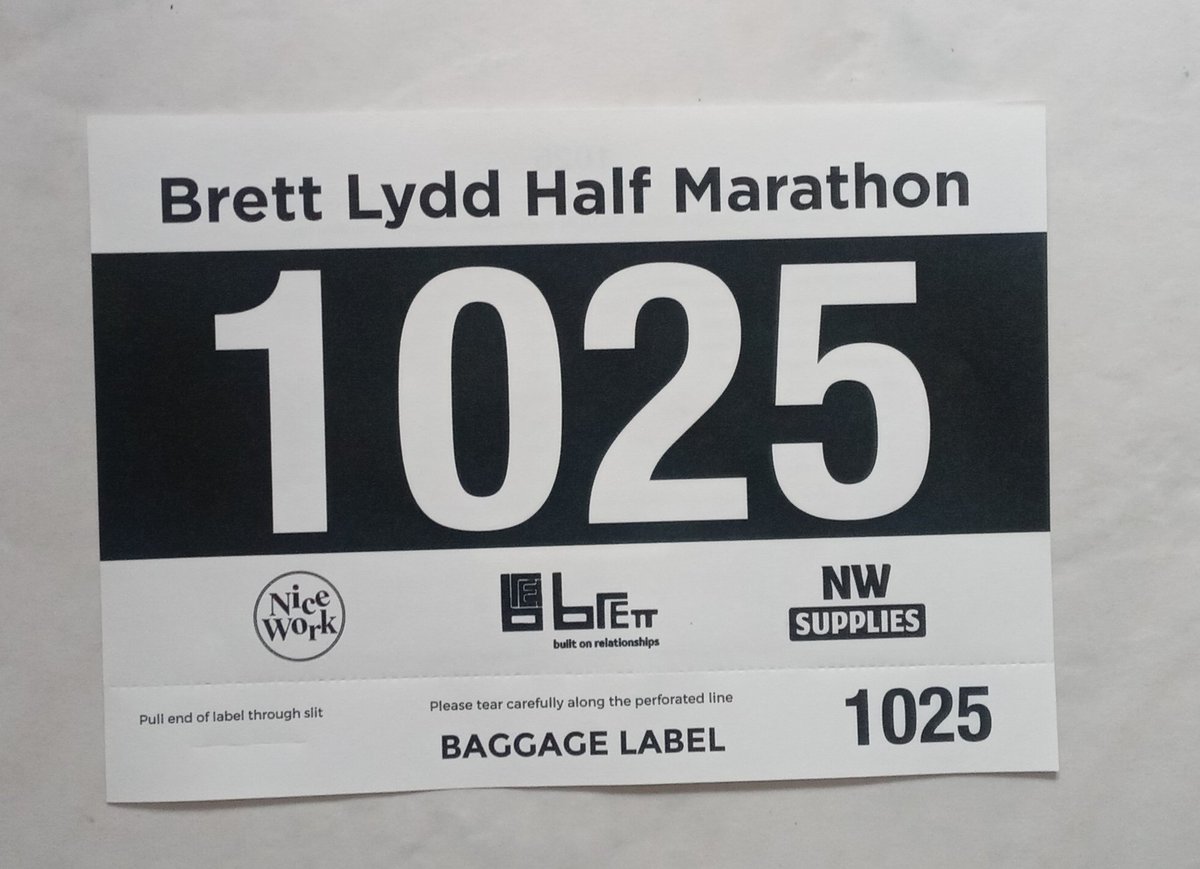 Brett Lydd Half Marathon
1025
Nice Work
brett
built on relationships
NW
SUPPLIES
Pull end of label through slit
Please tear carefully along the perforated line
BAGGAGE LABEL
1025